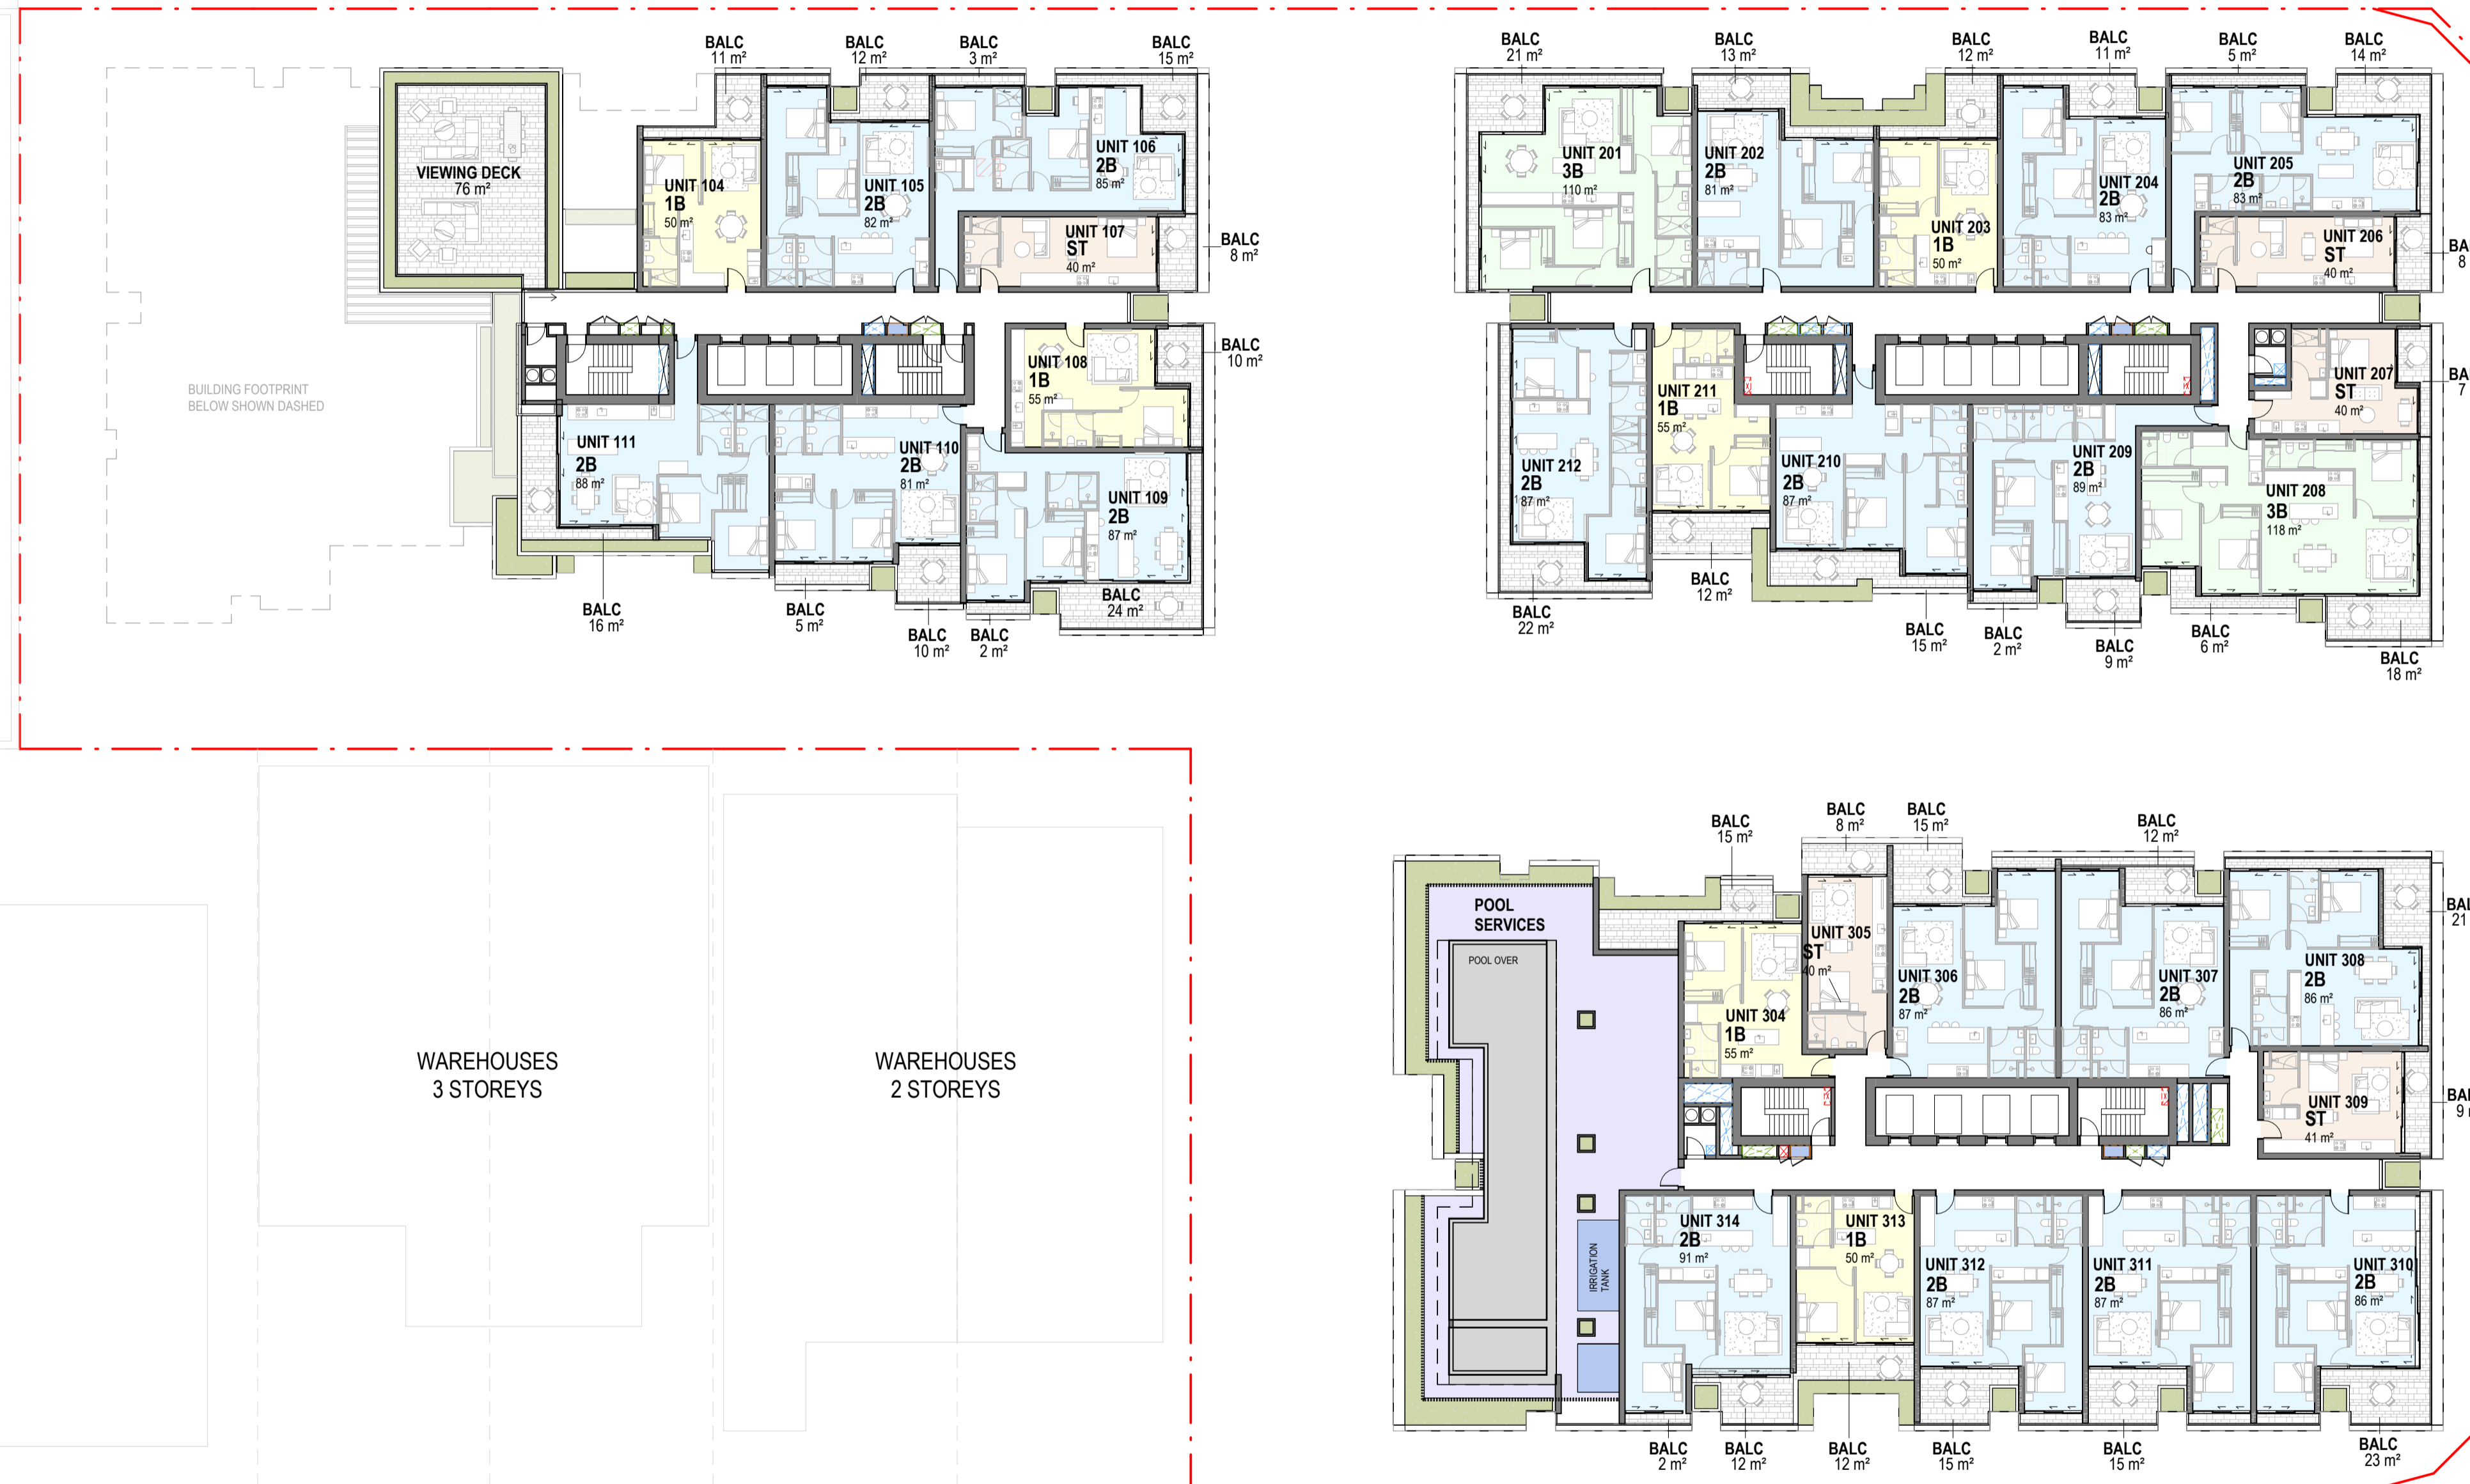 BALC
11 m²
BALC
12 m²
BALC
3 m²
BALC
15 m²
VIEWING DECK
76 m²
UNIT 104
1B
50 m²
UNIT 105
2B
82 m²
UNIT 106
2B
85 m²
UNIT 107
ST
40 m²
BALC
8 m²
BUILDING FOOTPRINT
BELOW SHOWN DASHED
UNIT 111
2B
88 m²
UNIT 110
2B
81 m²
UNIT 108
1B
55 m²
BALC
10 m²
UNIT 109
2B
87 m²
BALC
24 m²
BALC
16 m²
BALC
5 m²
BALC
10 m²
BALC
2 m²
BALC
21 m²
BALC
13 m²
BALC
12 m²
BALC
11 m²
BALC
5 m²
BALC
14 m²
UNIT 201
3B
110 m²
UNIT 202
2B
81 m²
UNIT 203
1B
50 m²
UNIT 204
2B
83 m²
UNIT 205
2B
83 m²
UNIT 206
ST
40 m²
BA
8
UNIT 212
2B
87 m²
UNIT 211
1B
55 m²
UNIT 210
2B
87 m²
UNIT 209
2B
89 m²
UNIT 207
ST
40 m²
BA
7
UNIT 208
3B
118 m²
BALC
22 m²
BALC
12 m²
BALC
15 m²
BALC
2 m²
BALC
9 m²
BALC
6 m²
BALC
18 m²
WAREHOUSES
3 STOREYS
WAREHOUSES
2 STOREYS
BALC
15 m²
BALC
8 m²
BALC
15 m²
BALC
12 m²
POOL
SERVICES
POOL OVER
UNIT 304
1B
55 m²
UNIT 305
ST
40 m²
UNIT 306
2B
87 m²
UNIT 307
2B
86 m²
UNIT 308
2B
86 m²
BAL
21
UNIT 309
ST
41 m²
BAL
9 m
IRRIGATION
TANK
UNIT 314
2B
91 m²
UNIT 313
1B
50 m²
UNIT 312
2B
87 m²
UNIT 311
2B
87 m²
UNIT 310
2B
86 m²
BALC
2 m²
BALC
12 m²
BALC
12 m²
BALC
15 m²
BALC
15 m²
BALC
23 m²